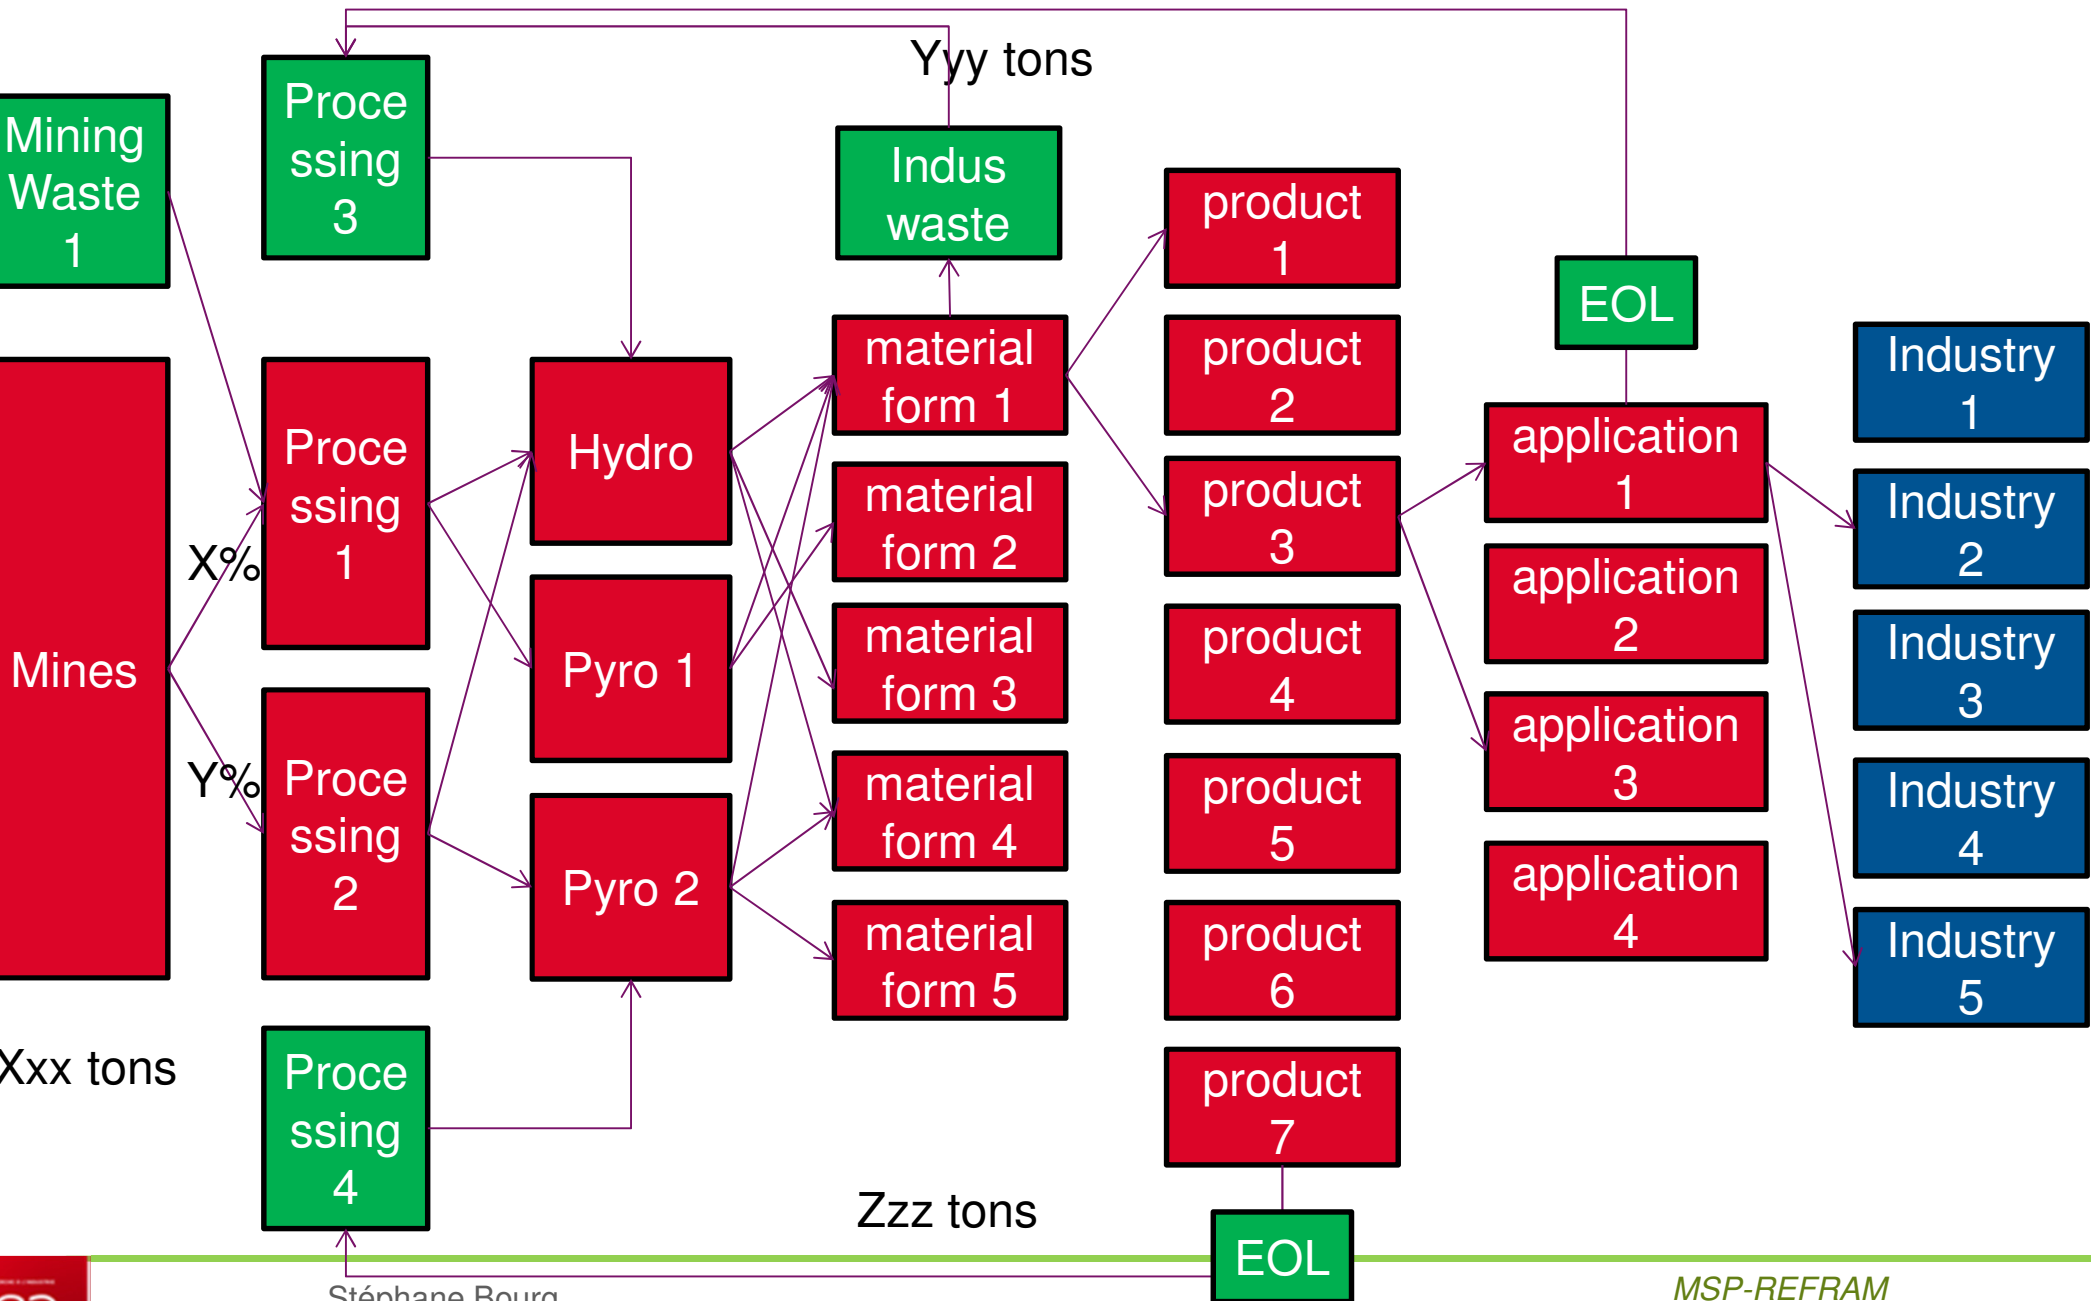 Yyy tons
Mining
Waste
1
Proce
ssing
3
Indus
waste
product
1
EOL
Mines
X%
Y%
Proce
ssing
1
Proce
ssing
2
Hydro
Pyro 1
Pyro 2
material
form 1
material
form 2
material
form 3
material
form 4
material
form 5
product
2
product
3
product
4
product
5
product
6
product
7
application
1
application
2
application
3
application
4
Industry
1
Industry
2
Industry
3
Industry
4
Industry
5
Xxx tons
Proce
ssing
4
Zzz tons
EOL
Stéphane Bourg
MSP-REFRAM